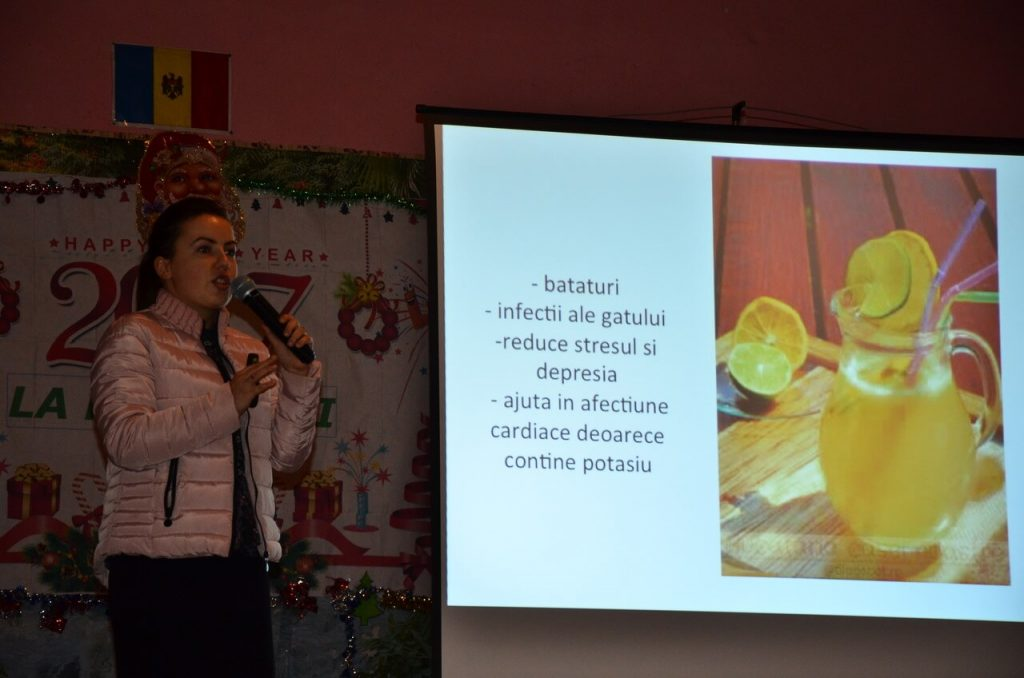 HAPPY YEAR
LA
- bataturi
- infectii ale gatului
-reduce stresul si
depresia
- ajuta in afectiune
cardiace deoarece
contine potasiu